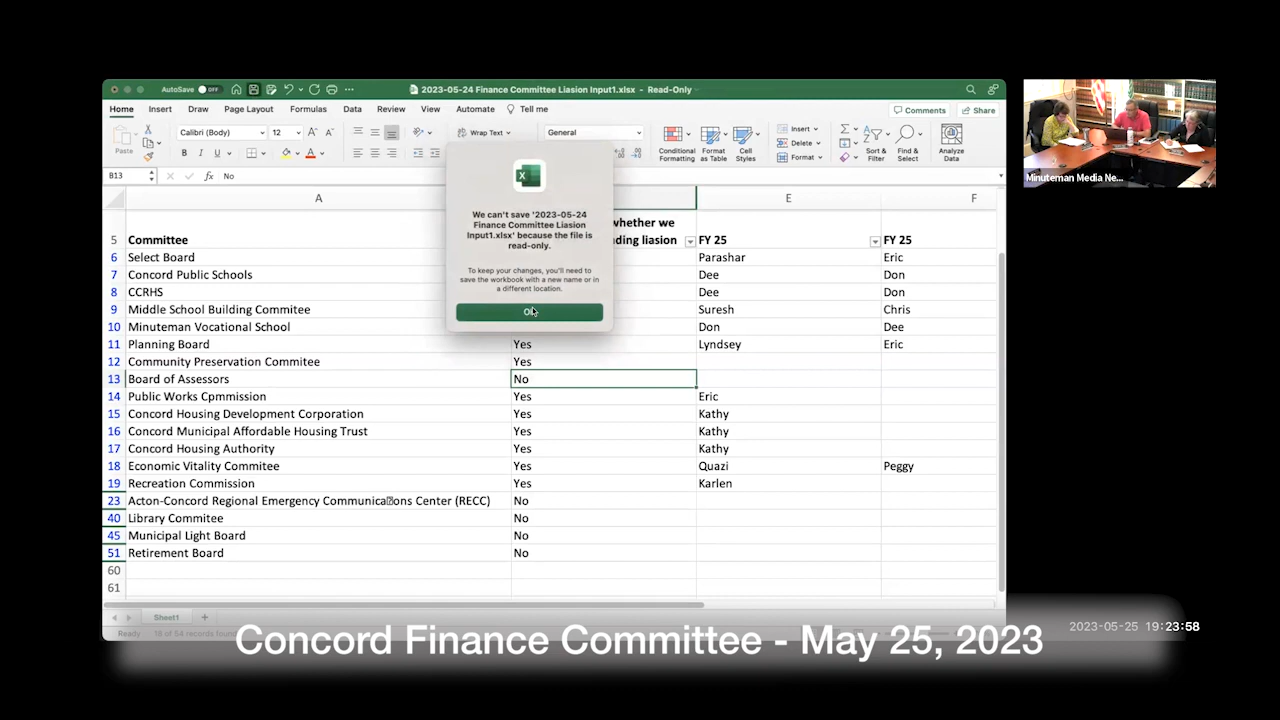 AutoSave OFF 2023-05-24 Finance Committee Liasion Input1.xlsx - Read-Only
Home Insert Draw Page Layout Formulas Data Review View Automate Tell me Comments Share
Paste Calibri (Body) 12 Wrap Text General Conditional Formatting Format as Table Cell Styles Insert Delete Format Sort & Filter Find & Select Analyze Data
B13 fx No
We can't save '2023-05-24
Finance Committee Liasion
Input1.xlsx' because the file is
read-only.
To keep your changes, you'll need to
save the workbook with a new name or in
a different location.
A E F
whether we
5 Committee liasion FY 25 FY 25
6 Select Board Parashar Eric
7 Concord Public Schools Dee Don
8 CCRHS Dee Don
9 Middle School Building Commitee Suresh Chris
10 Minuteman Vocational School Don Dee
11 Planning Board Yes Lyndsey Eric
12 Community Preservation Commitee Yes
13 Board of Assessors No
14 Public Works Cpmmission Yes Eric
15 Concord Housing Development Corporation Yes Kathy
16 Concord Municipal Affordable Housing Trust Yes Kathy
17 Concord Housing Authority Yes Kathy
18 Economic Vitality Commitee Yes Quazi Peggy
19 Recreation Commission Yes Karlen
23 Acton-Concord Regional Emergency Communica⍰ons Center (RECC) No
40 Library Commitee No
45 Municipal Light Board No
51 Retirement Board No
60
61
Sheet1
Ready 18 of 54 records found
Concord Finance Committee - May 25, 2023
2023-05-25 19:23:58
Minuteman Media Ne...